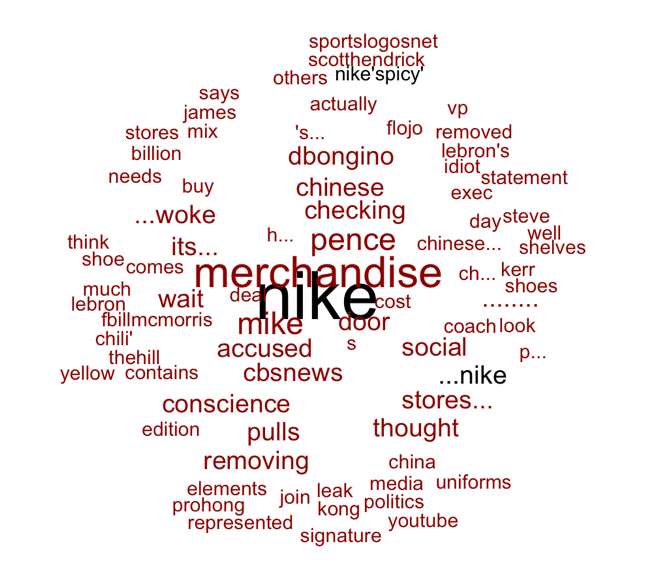 sportslogosnet
scotthendrick
others nike'spicy'
says actually vp
james
stores mix 's... flojo removed
billion dbongino lebron's
idiot
needs buy chinese statement
exec
...woke checking day steve
think its... h... pence chinese... well
shoe shelves
comes merchandise ch... kerr
much shoes
lebron wait dea nike cost ........
fbillmcmorris mike door coach look
chili' accused s social p...
thehill
yellow contains cbsnews ...nike
conscience stores...
edition pulls thought
removing china
elements join leak media uniforms
prohong kong politics
represented youtube
signature